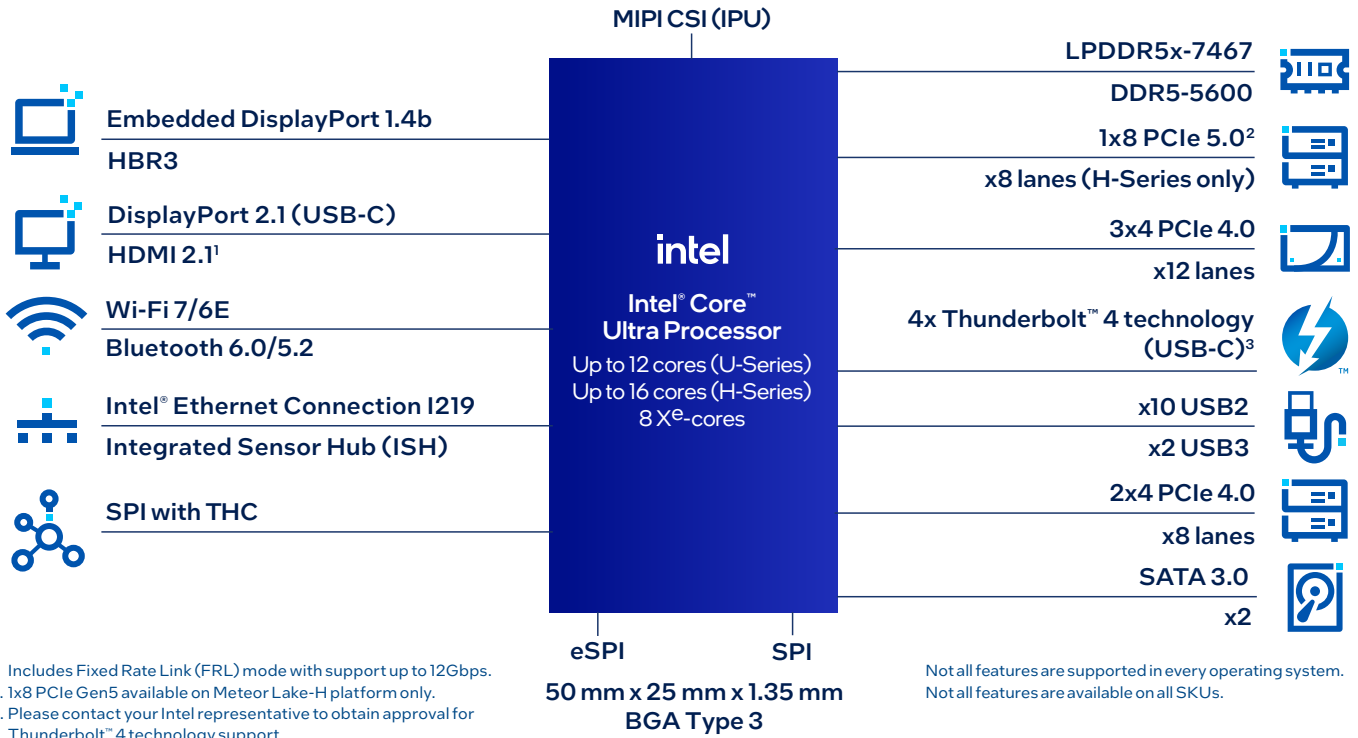 MIPI CSI (IPU)
Embedded DisplayPort 1.4b
HBR3
DisplayPort 2.1 (USB-C)
HDMI 2.1¹
Wi-Fi 7/6E
Bluetooth 6.0/5.2
Intel® Ethernet Connection I219
Integrated Sensor Hub (ISH)
SPI with THC
intel
Intel® Core™
Ultra Processor
Up to 12 cores (U-Series)
Up to 16 cores (H-Series)
8 Xᵉ-cores
LPDDR5x-7467
DDR5-5600
1x8 PCIe 5.0²
x8 lanes (H-Series only)
3x4 PCIe 4.0
x12 lanes
4x Thunderbolt™ 4 technology
(USB-C)³
TM
x10 USB2
x2 USB3
2x4 PCIe 4.0
x8 lanes
SATA 3.0
x2
eSPI
SPI
50 mm x 25 mm x 1.35 mm
BGA Type 3
Includes Fixed Rate Link (FRL) mode with support up to 12Gbps.
. 1x8 PCIe Gen5 available on Meteor Lake-H platform only.
. Please contact your Intel representative to obtain approval for
Thunderbolt™ 4 technology support
Not all features are supported in every operating system.
Not all features are available on all SKUs.